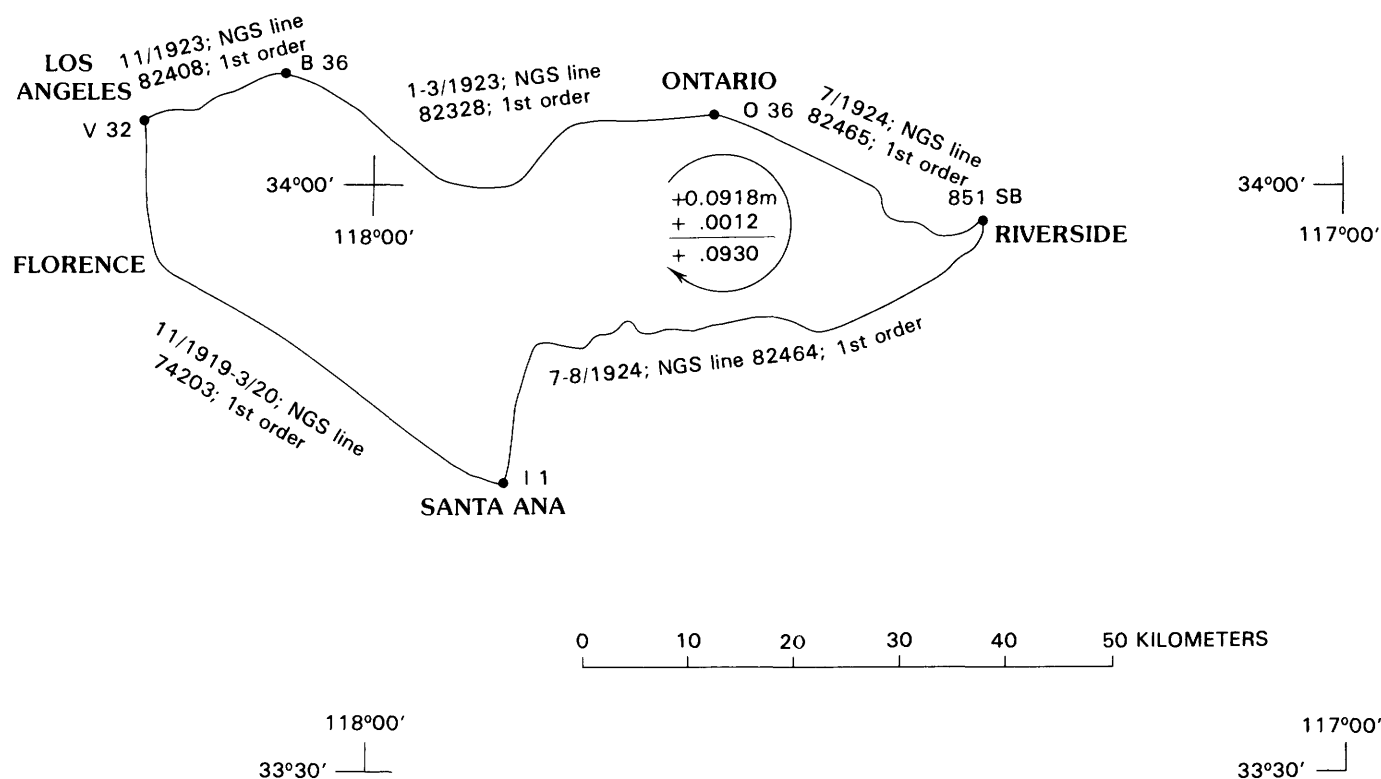 LOS
ANGELES
11/1923; NGS line
82408; 1st order
B 36
V 32
1-3/1923; NGS line
82328; 1st order
ONTARIO
O 36
7/1924; NGS line
82465; 1st order
851 SB
RIVERSIDE
34°00′
118°00′
34°00′
117°00′
+0.0918m
+ .0012
+ .0930
FLORENCE
11/1919-3/20; NGS line
74203; 1st order
7-8/1924; NGS line 82464; 1st order
I 1
SANTA ANA
0 10 20 30 40 50 KILOMETERS
118°00′
33°30′
117°00′
33°30′